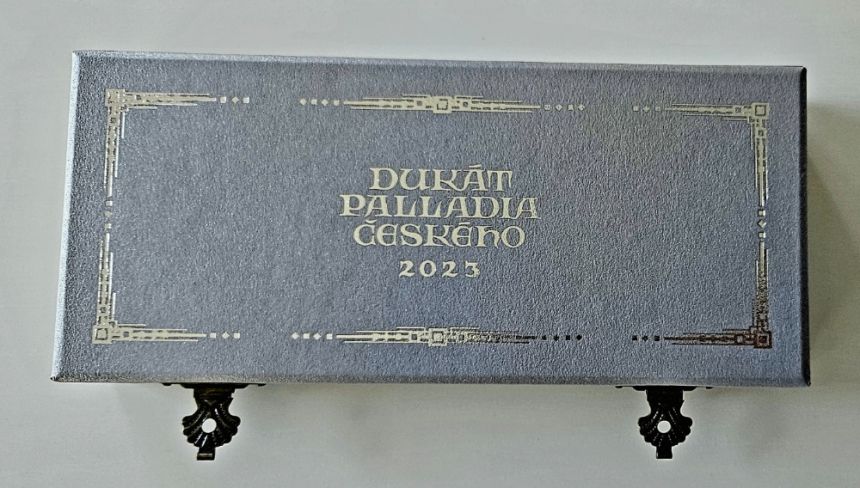 DUKÁT
PALLADIA
ČESKÉHO
2023